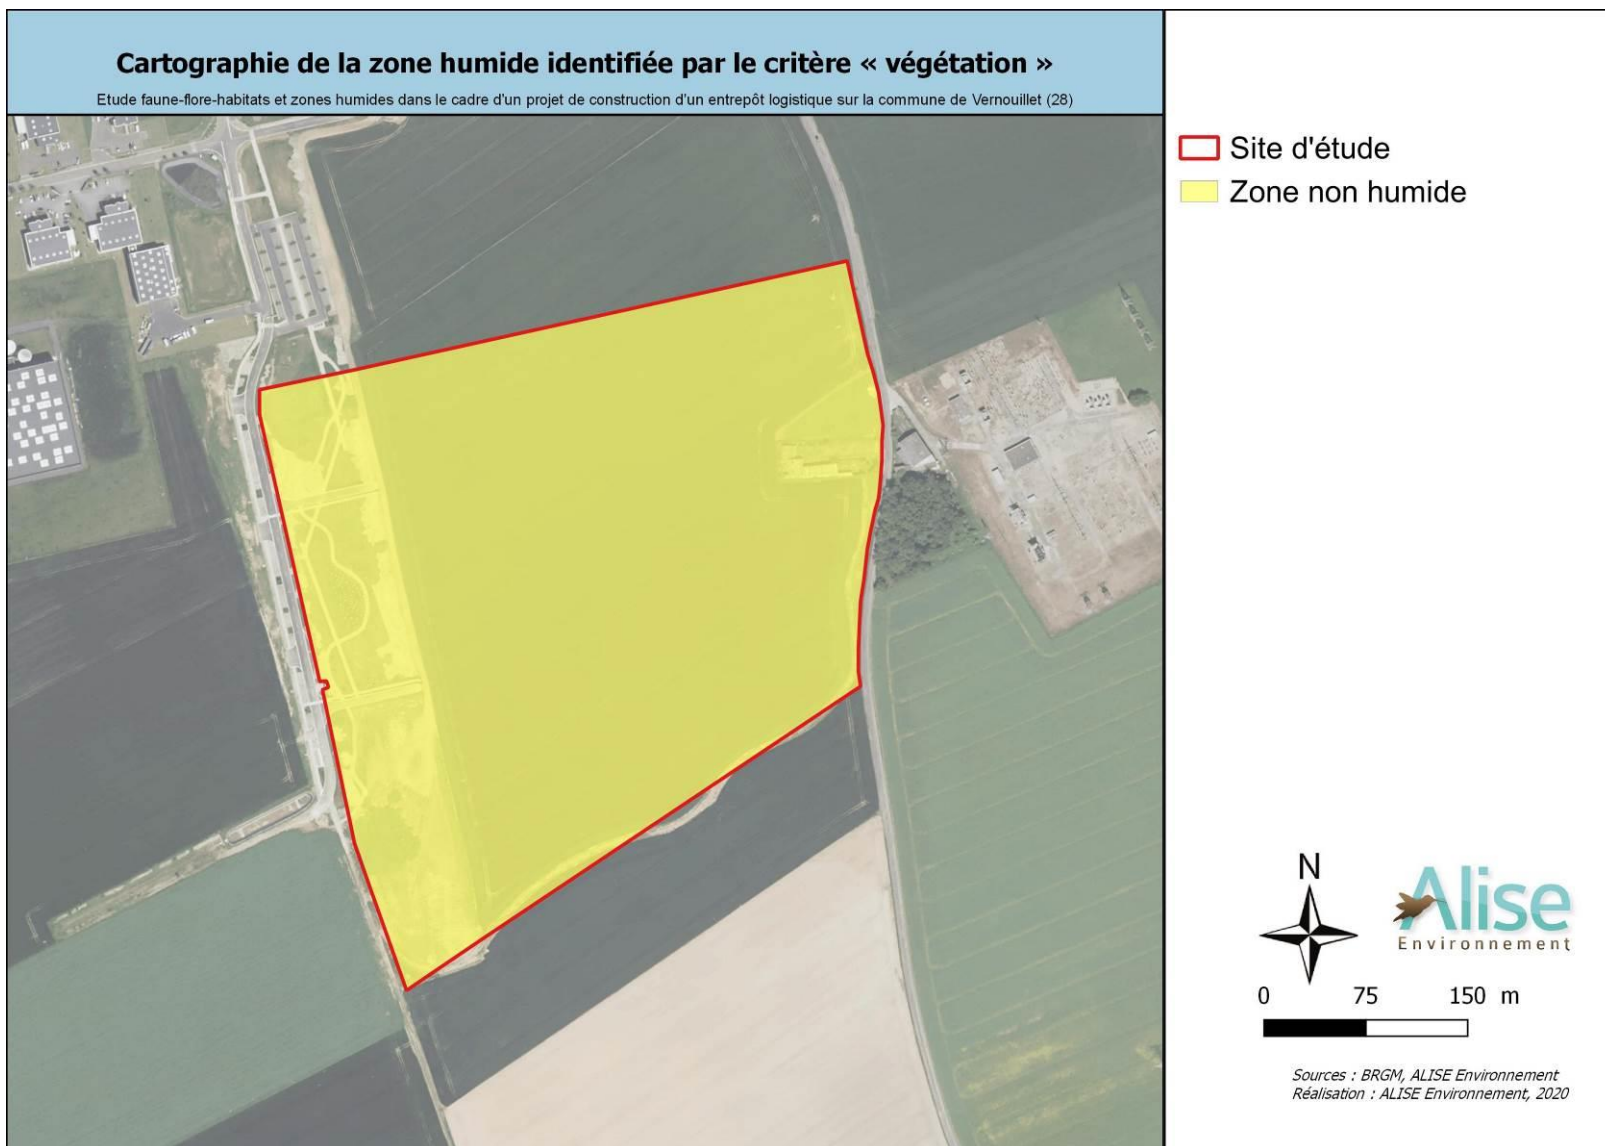 Cartographie de la zone humide identifiée par le critère « végétation »
Etude faune-flore-habitats et zones humides dans le cadre d'un projet de construction d'un entrepôt logistique sur la commune de Vernouillet (28)
Site d'étude
Zone non humide
N
Alise
Environnement
0 75 150 m
Sources : BRGM, ALISE Environnement
Réalisation : ALISE Environnement, 2020